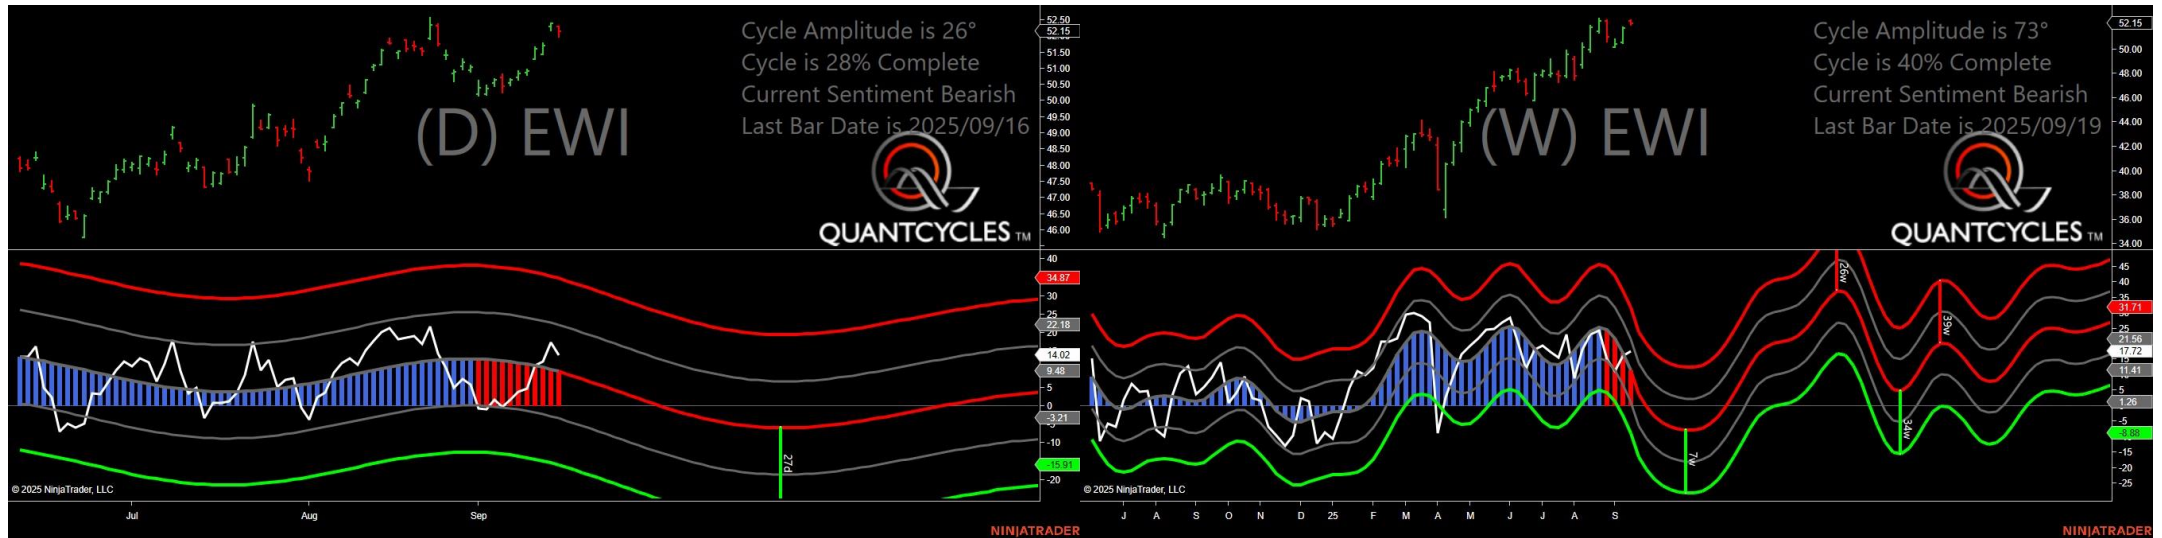 Cycle Amplitude is 26°
Cycle is 28% Complete
Current Sentiment Bearish
Last Bar Date is 2025/09/16
(D) EWI
QUANTCYCLES TM
52.50
52.15
51.50
51.00
50.50
50.00
49.50
49.00
48.50
48.00
47.50
47.00
46.50
46.00
40
34.87
30
25
22.18
20
14.02
9.48
5
0
-3.21
-10
-15.91
-20
27d
© 2025 NinjaTrader, LLC
Jul Aug Sep
NINJATRADER
Cycle Amplitude is 73°
Cycle is 40% Complete
Current Sentiment Bearish
Last Bar Date is 2025/09/19
(W) EWI
QUANTCYCLES TM
52.15
50.00
48.00
46.00
44.00
42.00
40.00
38.00
36.00
34.00
45
40
35
31.71
25
21.56
17.72
11.41
5
1.26
-5
-8.88
-15
-20
-25
26w
39w
34w
7w
© 2025 NinjaTrader, LLC
J A S O N D 25 F M A M J J A S
NINJATRADER